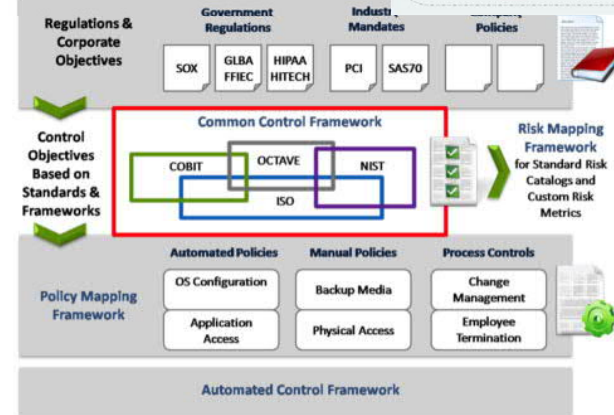 Regulations &
Corporate
Objectives
Government
Regulations
Industry
Mandates
Policies
SOX
GLBA
FFIEC
HIPAA
HITECH
PCI
SAS70
Control
Objectives
Based on
Standards &
Frameworks
Common Control Framework
COBIT
OCTAVE
NIST
ISO
Risk Mapping
Framework
for Standard Risk
Catalogs and
Custom Risk
Metrics
Policy Mapping
Framework
Automated Policies
Manual Policies
Process Controls
OS Configuration
Backup Media
Change
Management
Application
Access
Physical Access
Employee
Termination
Automated Control Framework